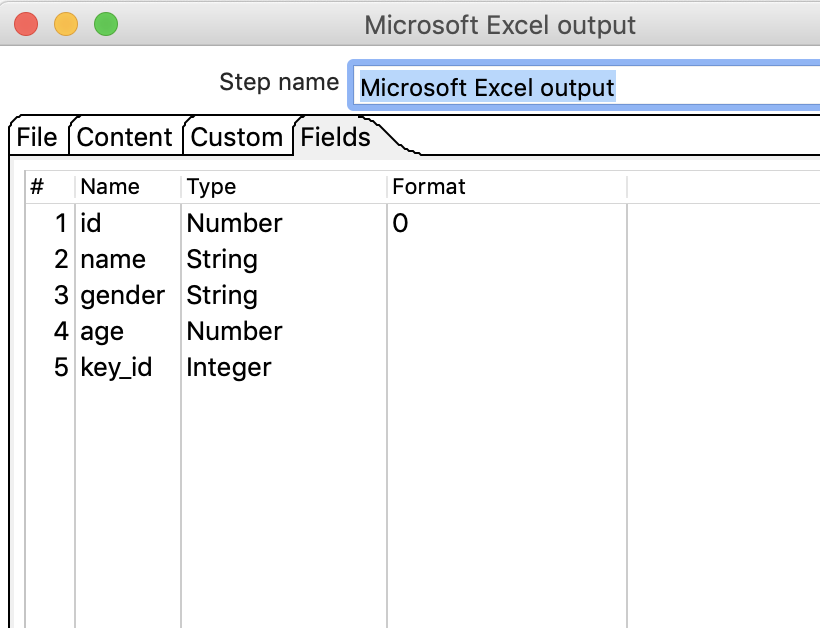 Microsoft Excel output
Step name Microsoft Excel output
File Content Custom Fields
# Name Type Format
1 id Number 0
2 name String
3 gender String
4 age Number
5 key_id Integer